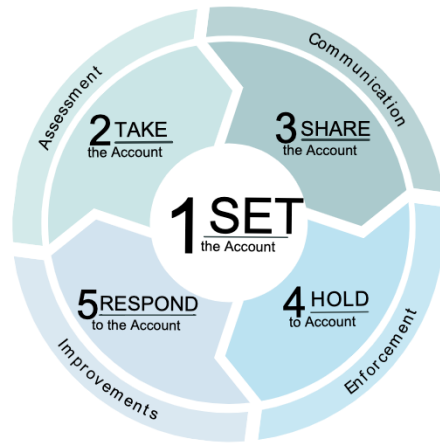 1 SET
the Account
Assessment
2 TAKE
the Account
Communication
3 SHARE
the Account
4 HOLD
to Account
Enforcement
5 RESPOND
to the Account
Improvements